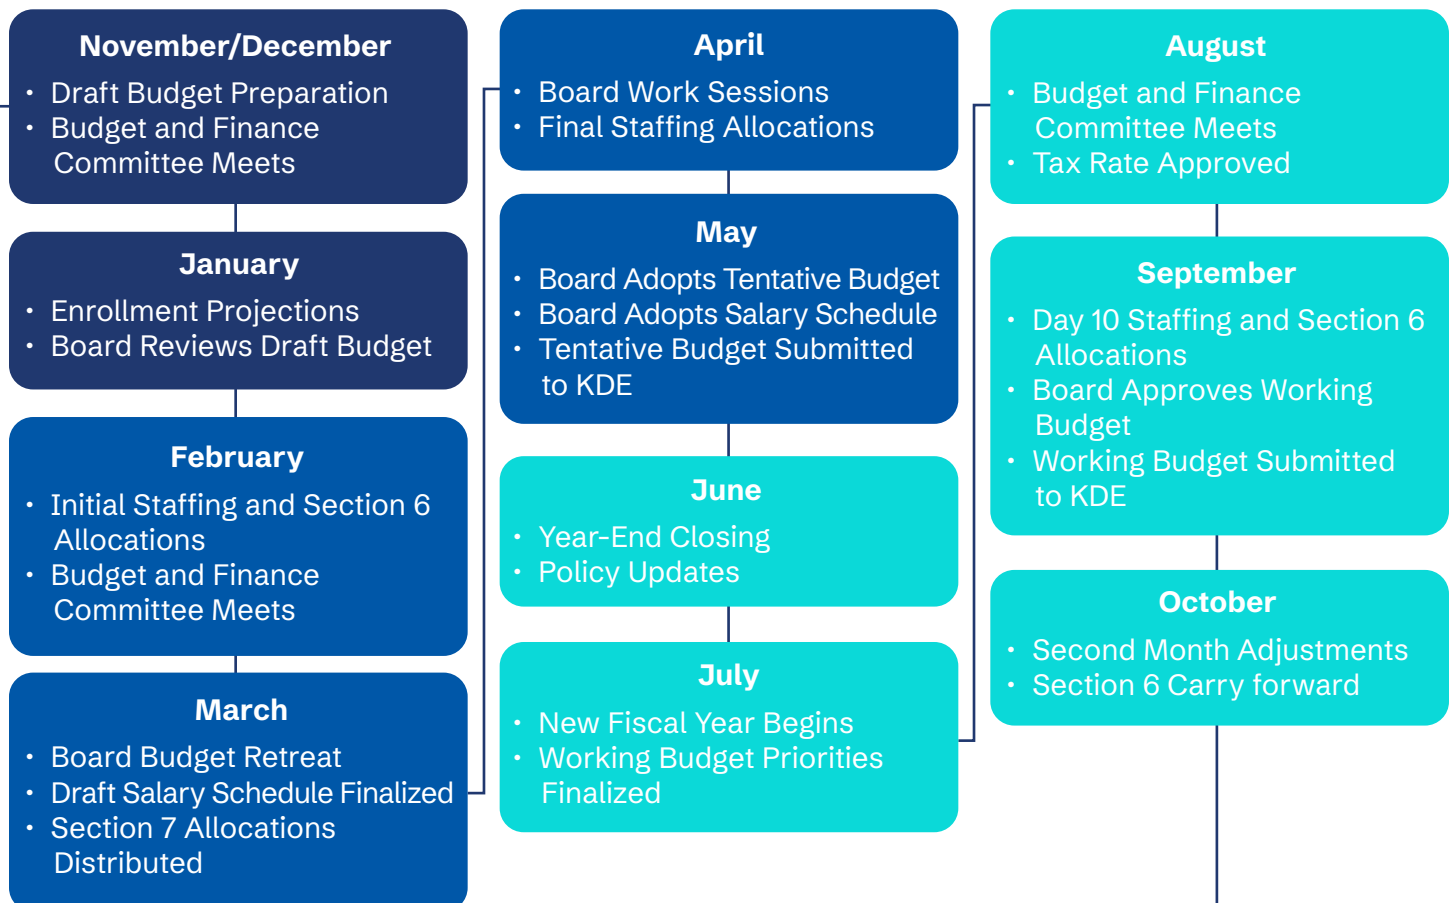 November/December
• Draft Budget Preparation
• Budget and Finance
Committee Meets
January
• Enrollment Projections
• Board Reviews Draft Budget
February
• Initial Staffing and Section 6
Allocations
• Budget and Finance
Committee Meets
March
• Board Budget Retreat
• Draft Salary Schedule Finalized
• Section 7 Allocations
Distributed
April
• Board Work Sessions
• Final Staffing Allocations
May
• Board Adopts Tentative Budget
• Board Adopts Salary Schedule
• Tentative Budget Submitted
to KDE
June
• Year-End Closing
• Policy Updates
July
• New Fiscal Year Begins
• Working Budget Priorities
Finalized
August
• Budget and Finance
Committee Meets
• Tax Rate Approved
September
• Day 10 Staffing and Section 6
Allocations
• Board Approves Working
Budget
• Working Budget Submitted
to KDE
October
• Second Month Adjustments
• Section 6 Carry forward